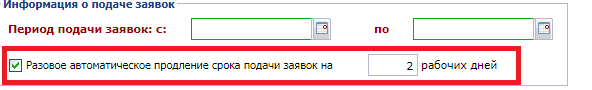 Информация о подаче заявок
Период подачи заявок: с: по
Разовое автоматическое продление срока подачи заявок на 2 рабочих дней